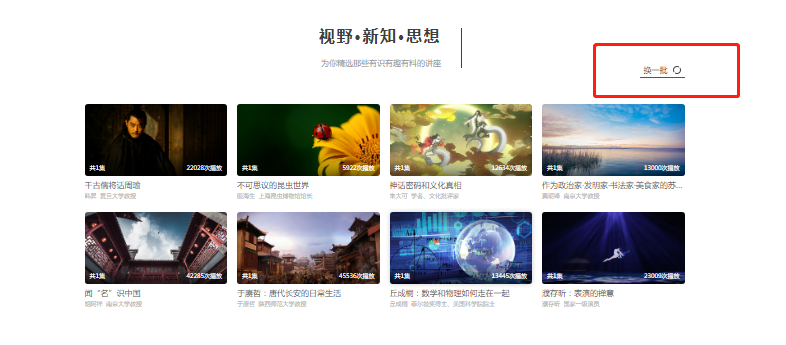 视野•新知•思想
为你精选那些有识有趣有料的讲座
换一批
共1集 22028次播放
共1集 5922次播放
共1集 12634次播放
共1集 13000次播放
千古儒将话周瑜
不可思议的昆虫世界
神话密码和文化真相
作为政治家·发明家·书法家·美食家的苏...
韩昇 复旦大学教授
上海昆虫博物馆馆长
朱大可 学者、文化批评家
南京大学教授
共1集 42285次播放
共1集 45536次播放
共1集 13445次播放
共1集 23009次播放
闻“名”识中国
于赓哲：唐代长安的日常生活
丘成桐：数学和物理如何走在一起
濮存昕：表演的禅意
胡阿祥 南京大学教授
于赓哲 陕西师范大学教授
丘成桐 菲尔兹奖得主、美国科学院院士
濮存昕 国家一级演员